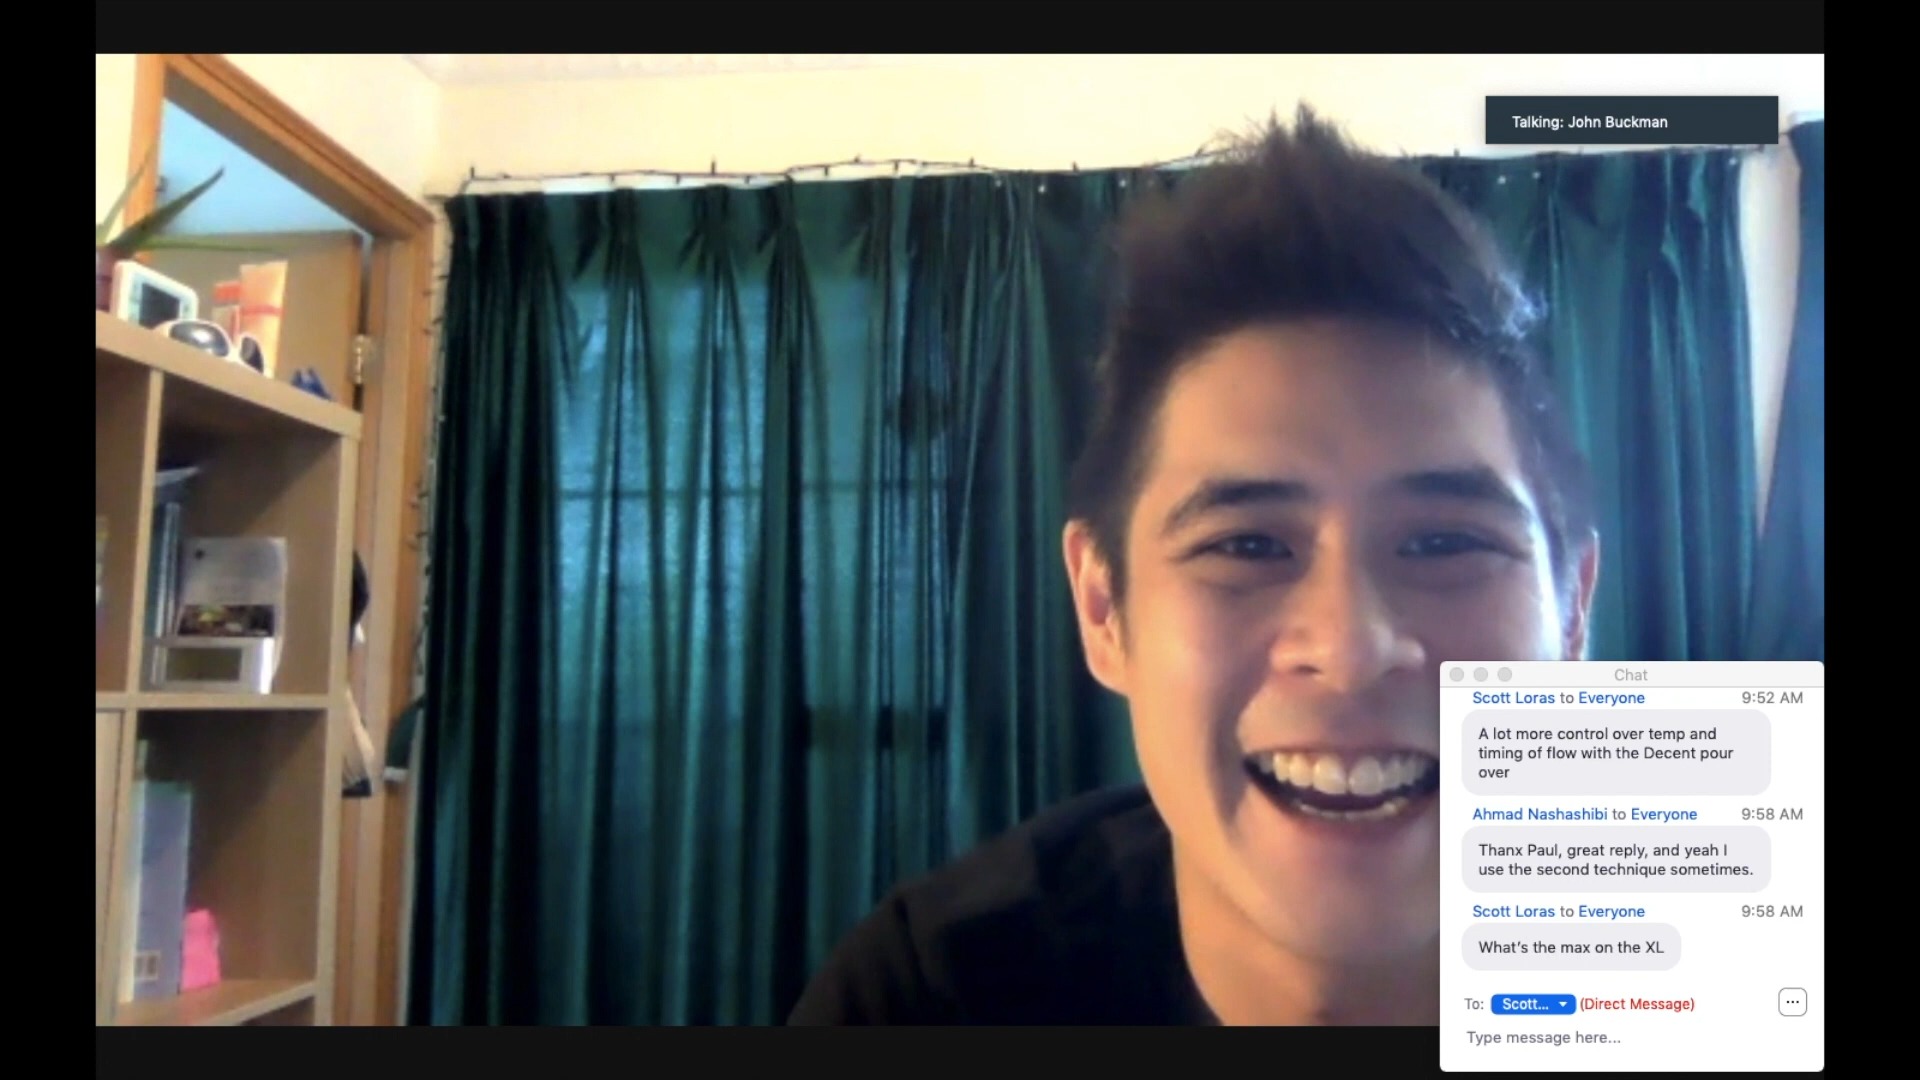 Talking: John Buckman
Chat
Scott Loras to Everyone 9:52 AM
A lot more control over temp and
timing of flow with the Decent pour
over
Ahmad Nashashibi to Everyone 9:58 AM
Thanx Paul, great reply, and yeah I
use the second technique sometimes.
Scott Loras to Everyone 9:58 AM
What's the max on the XL
To: Scott... (Direct Message)
Type message here...